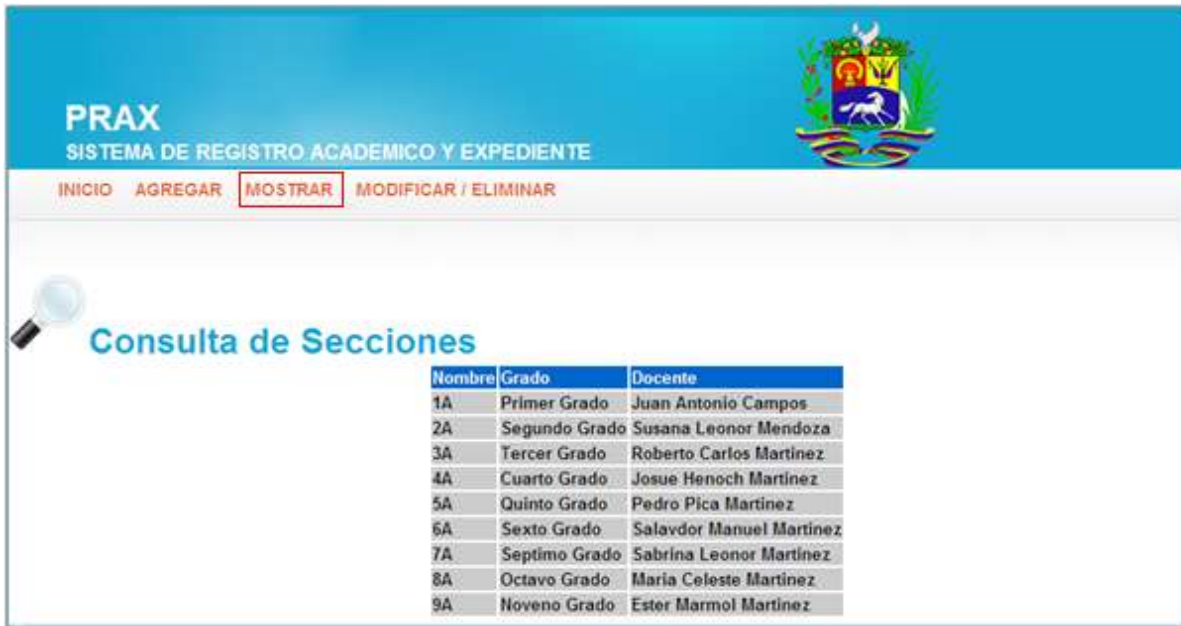 PRAX
SISTEMA DE REGISTRO ACADEMICO Y EXPEDIENTE
INICIO AGREGAR MOSTRAR MODIFICAR / ELIMINAR
Consulta de Secciones
Nombre Grado Docente
1A Primer Grado Juan Antonio Campos
2A Segundo Grado Susana Leonor Mendoza
3A Tercer Grado Roberto Carlos Martinez
4A Cuarto Grado Josue Henoch Martinez
5A Quinto Grado Pedro Pica Martinez
6A Sexto Grado Salavdor Manuel Martinez
7A Septimo Grado Sabrina Leonor Martinez
8A Octavo Grado Maria Celeste Martinez
9A Noveno Grado Ester Marmol Martinez